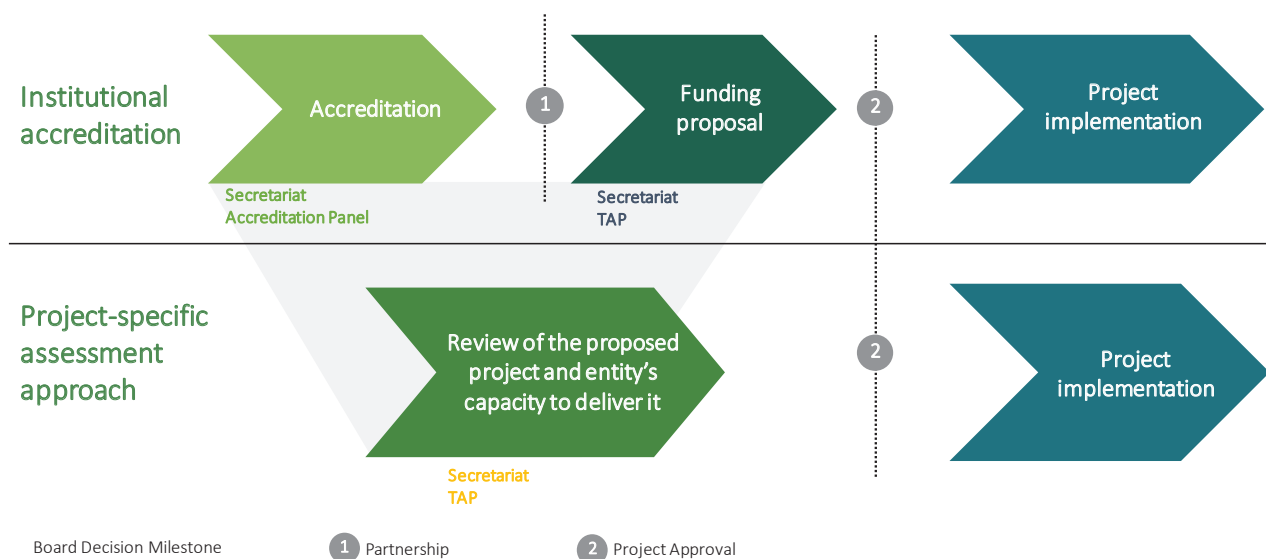 Institutional
accreditation
Accreditation
Secretariat
Accreditation Panel
1
Funding
proposal
Secretariat
TAP
2
Project
implementation
Project-specific
assessment
approach
Review of the proposed
project and entity’s
capacity to deliver it
Secretariat
TAP
2
Project
implementation
Board Decision Milestone
1 Partnership
2 Project Approval